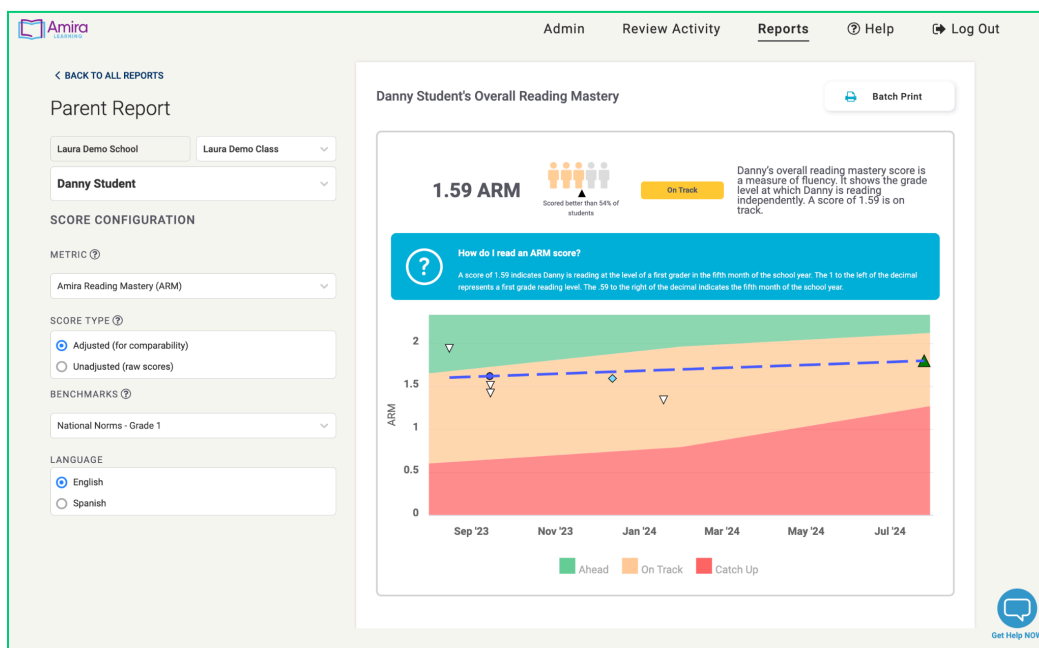 Amira
LEARNING
Admin
Review Activity
Reports
Help
Log Out
BACK TO ALL REPORTS
Parent Report
Laura Demo School
Laura Demo Class
Danny Student
SCORE CONFIGURATION
METRIC
Amira Reading Mastery (ARM)
SCORE TYPE
Adjusted (for comparability)
Unadjusted (raw scores)
BENCHMARKS
National Norms - Grade 1
LANGUAGE
English
Spanish
Danny Student's Overall Reading Mastery
Batch Print
1.59 ARM
Scored better than 54% of
students
On Track
Danny's overall reading mastery score is
a measure of fluency. It shows the grade
level at which Danny is reading
independently. A score of 1.59 is on
track.
How do I read an ARM score?
A score of 1.59 indicates Danny is reading at the level of a first grader in the fifth month of the school year. The 1 to the left of the decimal
represents a first grade reading level. The .59 to the right of the decimal indicates the fifth month of the school year.
ARM
2
1.5
1
0.5
0
Sep '23
Nov '23
Jan '24
Mar '24
May '24
Jul '24
Ahead
On Track
Catch Up
Get Help NOW